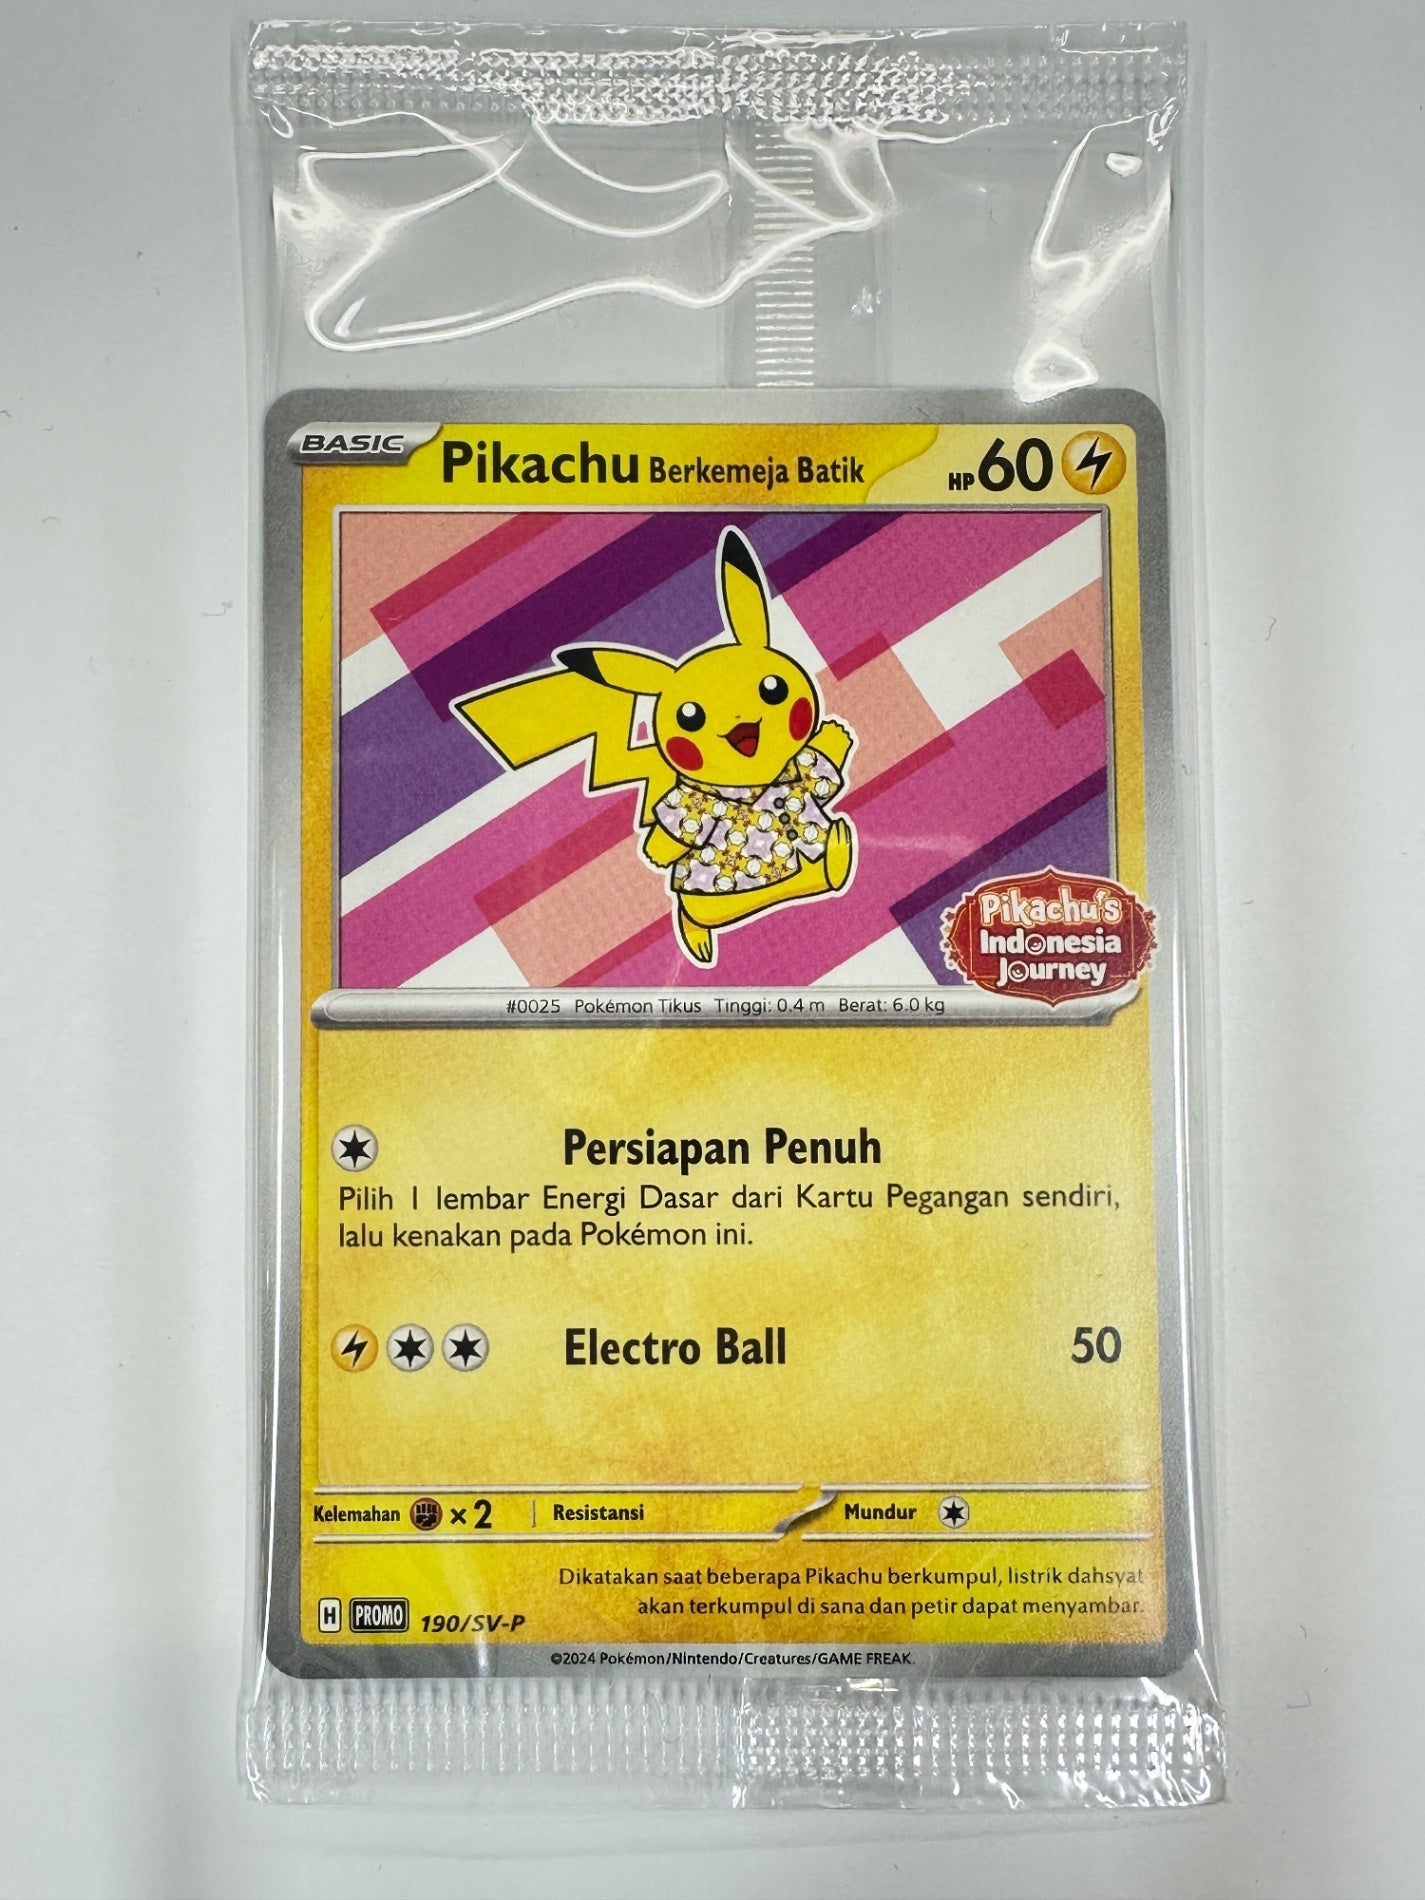 BASIC
Pikachu Berkemeja Batik
HP 60
Pikachu's
Indonesia
Journey
#0025 Pokémon Tikus Tinggi: 0.4 m Berat: 6.0 kg
Persiapan Penuh
Pilih 1 lembar Energi Dasar dari Kartu Pegangan sendiri,
lalu kenakan pada Pokémon ini.
Electro Ball 50
Kelemahan × 2 Resistansi Mundur
Dikatakan saat beberapa Pikachu berkumpul, listrik dahsyat
akan terkumpul di sana dan petir dapat menyambar.
H PROMO 190/SV-P
©2024 Pokémon/Nintendo/Creatures/GAME FREAK.